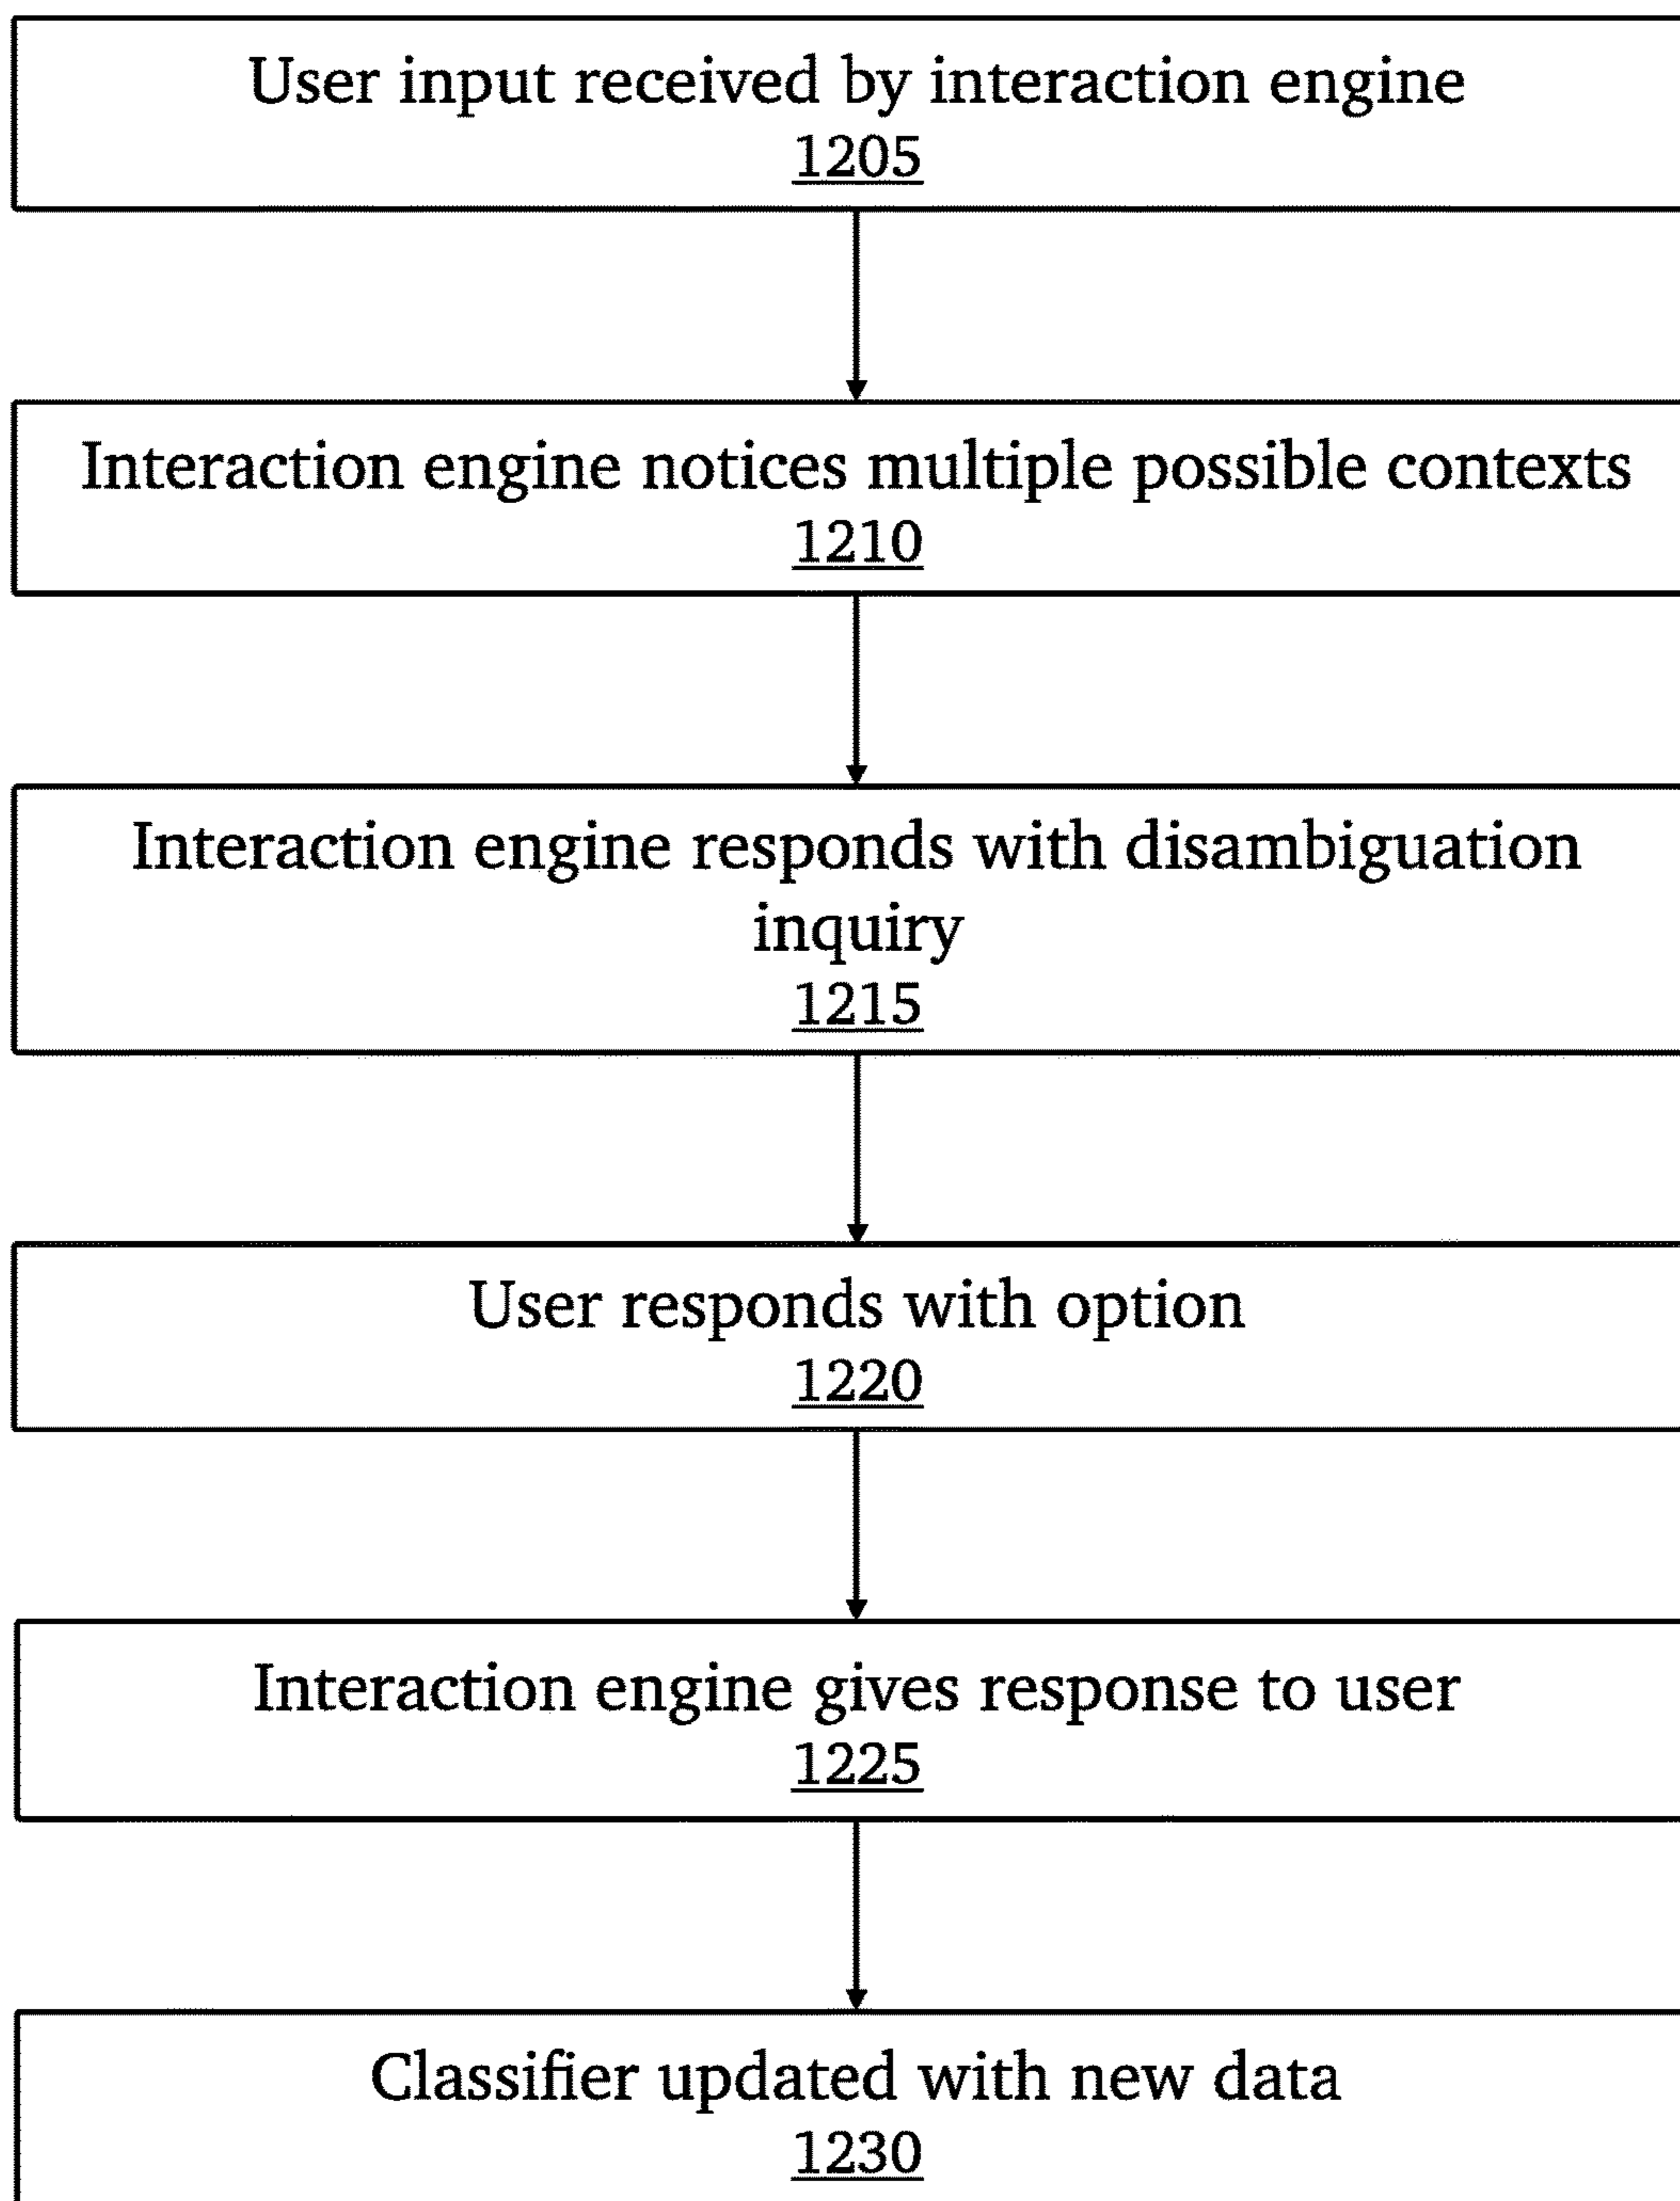 User input received by interaction engine
1205
Interaction engine notices multiple possible contexts
1210
Interaction engine responds with disambiguation
inquiry
1215
User responds with option
1220
Interaction engine gives response to user
1225
Classifier updated with new data
1230